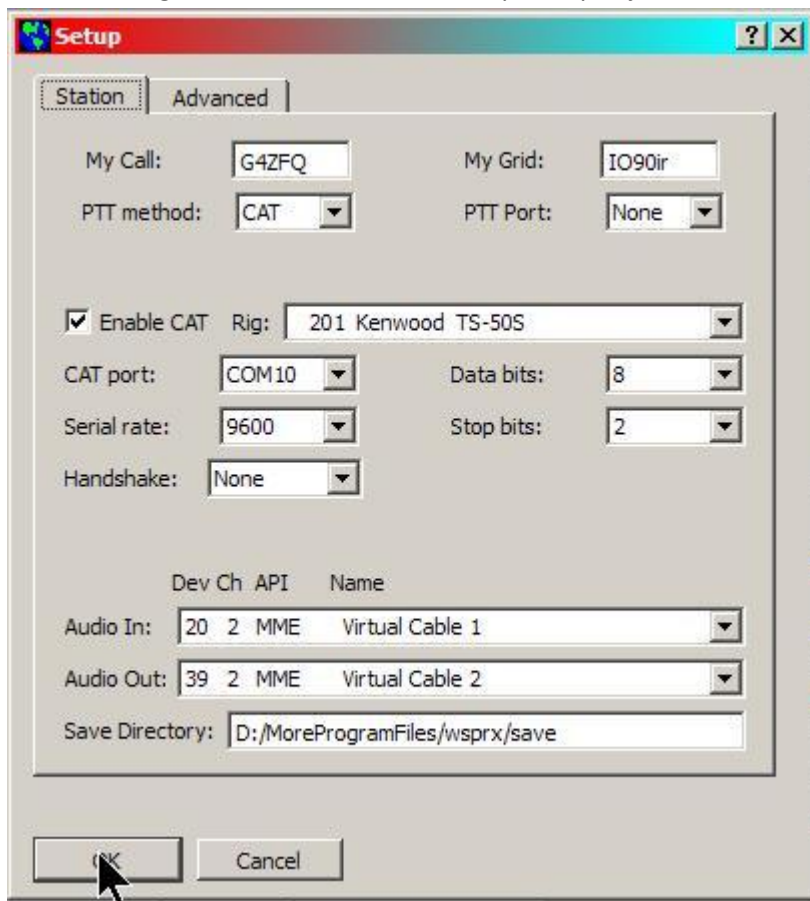 Setup
Station Advanced
My Call: G4ZFQ My Grid: IO90ir
PTT method: CAT PTT Port: None
Enable CAT Rig: 201 Kenwood TS-50S
CAT port: COM10 Data bits: 8
Serial rate: 9600 Stop bits: 2
Handshake: None
Dev Ch API Name
Audio In: 20 2 MME Virtual Cable 1
Audio Out: 39 2 MME Virtual Cable 2
Save Directory: D:/MoreProgramFiles/wsprx/save
OK Cancel